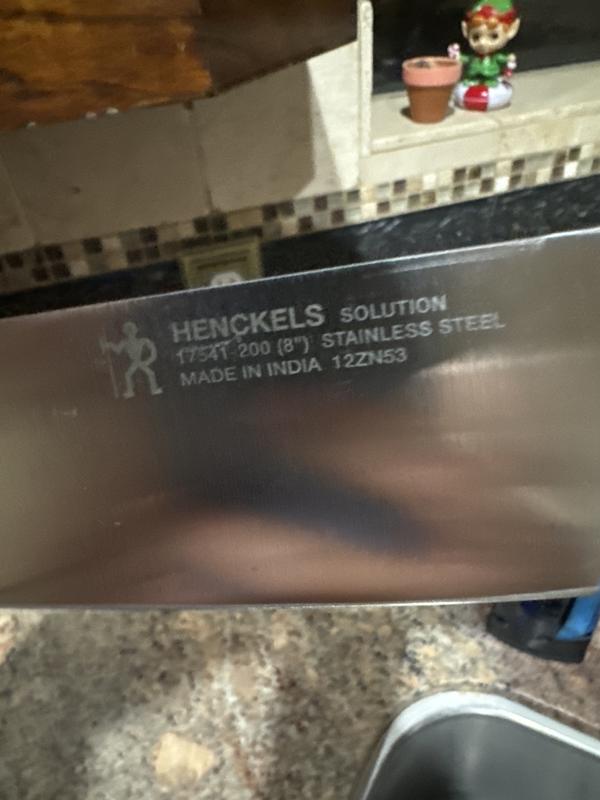 HENCKELS SOLUTION
17541-200 (8") STAINLESS STEEL
MADE IN INDIA 12ZN53